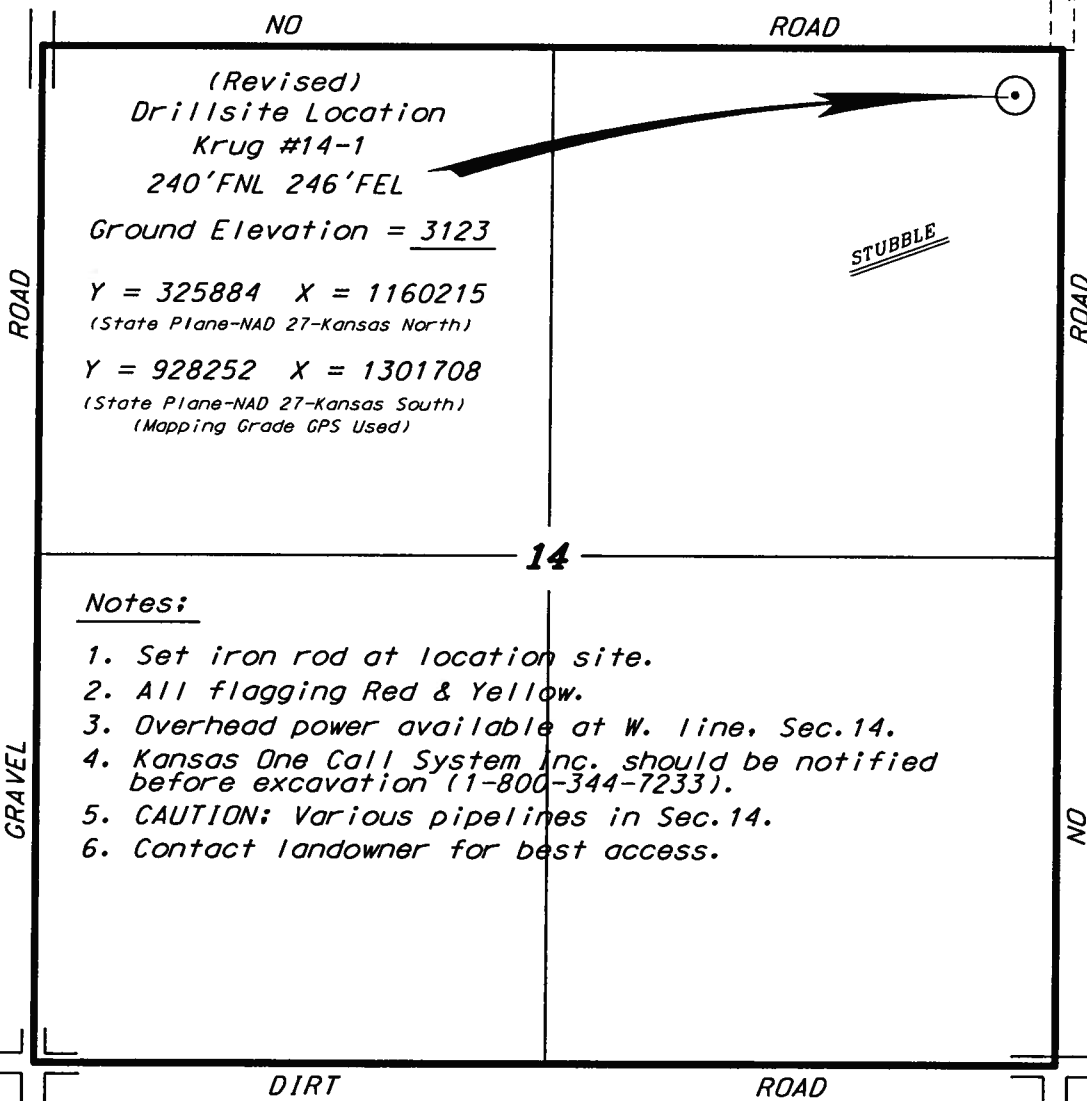 NO ROAD
(Revised)
Drillsite Location
Krug #14-1
240'FNL 246'FEL
Ground Elevation = 3123
Y = 325884 X = 1160215
(State Plane-NAD 27-Kansas North)
Y = 928252 X = 1301708
(State Plane-NAD 27-Kansas South)
(Mapping Grade GPS Used)
STUBBLE
14
Notes:
1. Set iron rod at location site.
2. All flagging Red & Yellow.
3. Overhead power available at W. line, Sec.14.
4. Kansas One Call System Inc. should be notified
before excavation (1-800-344-7233).
5. CAUTION: Various pipelines in Sec.14.
6. Contact landowner for best access.
GRAVEL ROAD
NO ROAD
DIRT ROAD